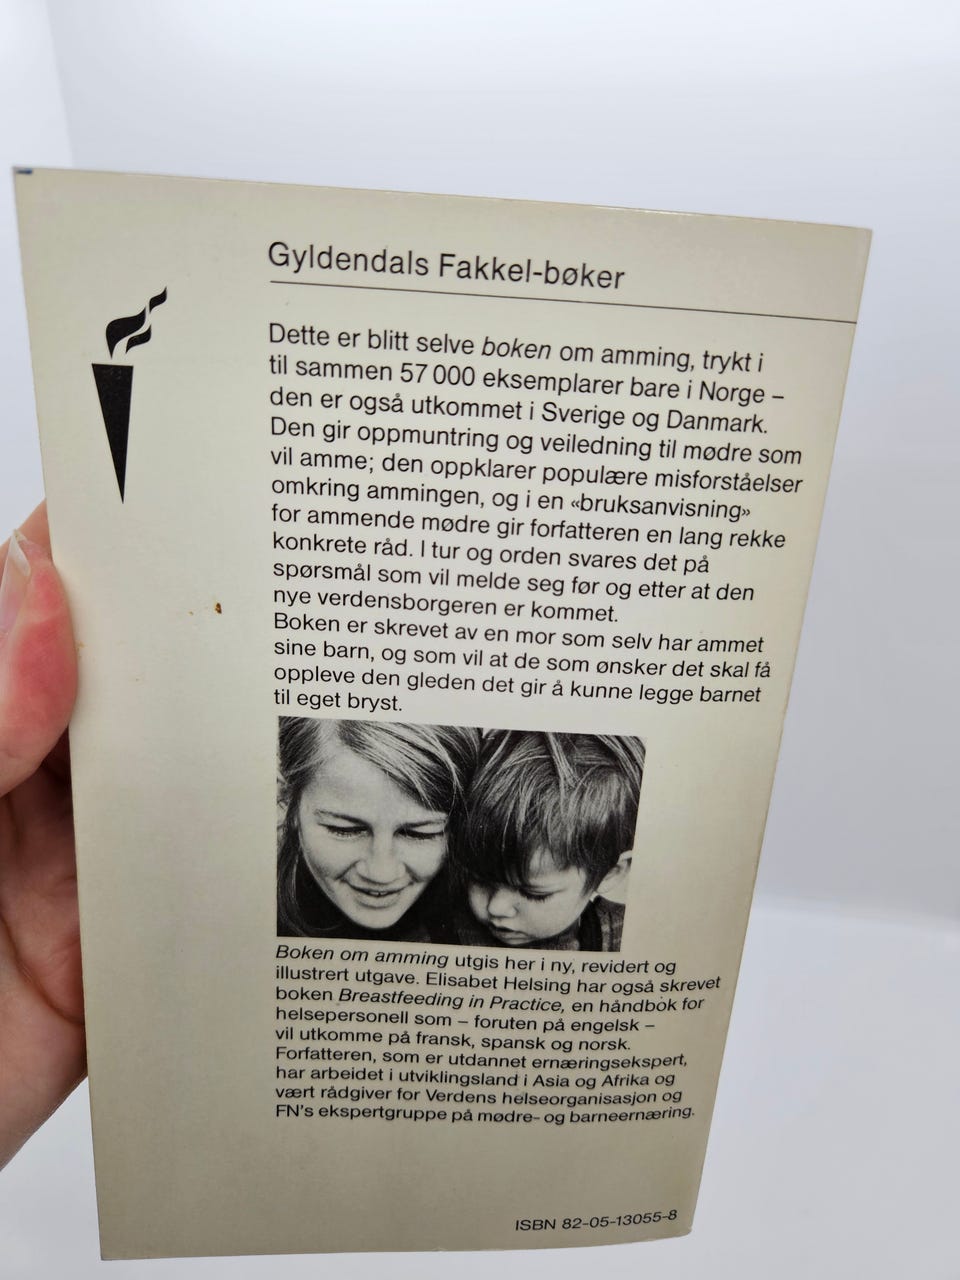 Gyldendals Fakkel-bøker
Dette er blitt selve boken om amming, trykt i
til sammen 57 000 eksemplarer bare i Norge –
den er også utkommet i Sverige og Danmark.
Den gir oppmuntring og veiledning til mødre som
vil amme; den oppklarer populære misforståelser
omkring ammingen, og i en «bruksanvisning»
for ammende mødre gir forfatteren en lang rekke
konkrete råd. I tur og orden svares det på
spørsmål som vil melde seg før og etter at den
nye verdensborgeren er kommet.
Boken er skrevet av en mor som selv har ammet
sine barn, og som vil at de som ønsker det skal få
oppleve den gleden det gir å kunne legge barnet
til eget bryst.
Boken om amming utgis her i ny, revidert og
illustrert utgave. Elisabet Helsing har også skrevet
boken Breastfeeding in Practice, en håndbok for
helsepersonell som – foruten på engelsk –
vil utkomme på fransk, spansk og norsk.
Forfatteren, som er utdannet ernæringsekspert,
har arbeidet i utviklingsland i Asia og Afrika og
vært rådgiver for Verdens helseorganisasjon og
FN's ekspertgruppe på mødre- og barneernæring.
ISBN 82-05-13055-8